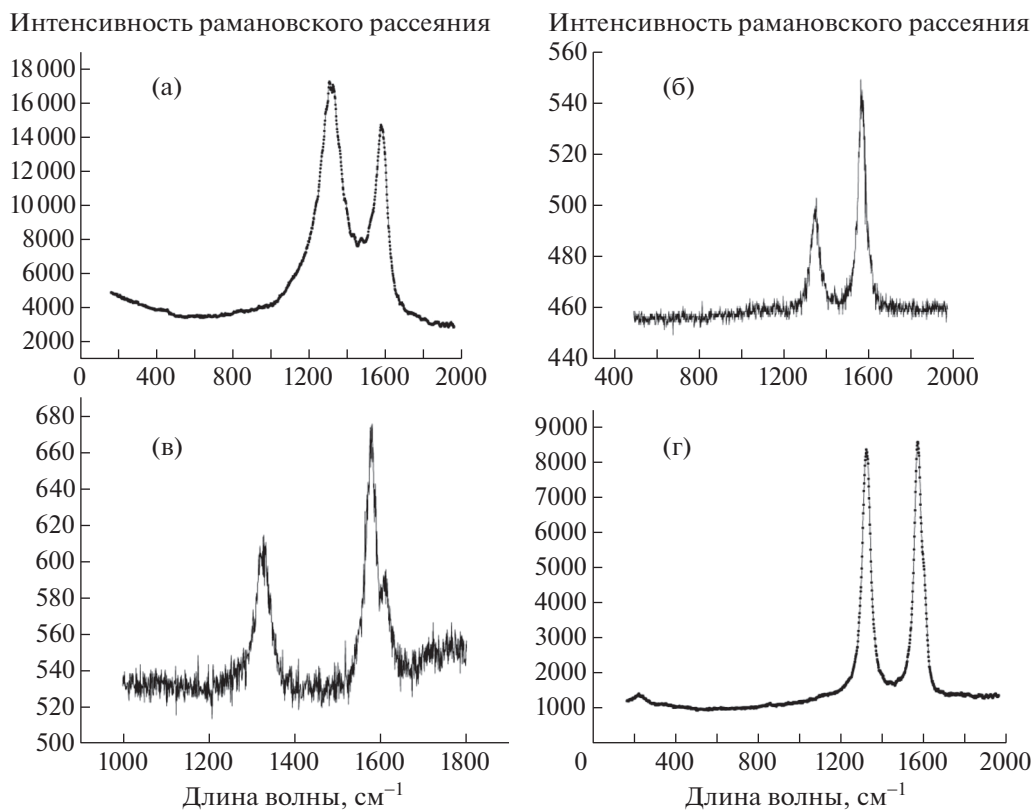 Интенсивность рамановского рассеяния
18 000
(а)
16 000
14 000
12 000
10 000
8000
6000
4000
2000
0 400 800 1200 1600 2000
Интенсивность рамановского рассеяния
560
(б)
540
520
500
480
460
440
400 800 1200 1600 2000
680
(в)
660
640
620
600
580
560
540
520
500
1000 1200 1400 1600 1800
Длина волны, см⁻¹
9000
(г)
8000
7000
6000
5000
4000
3000
2000
1000
0 400 800 1200 1600 2000
Длина волны, см⁻¹